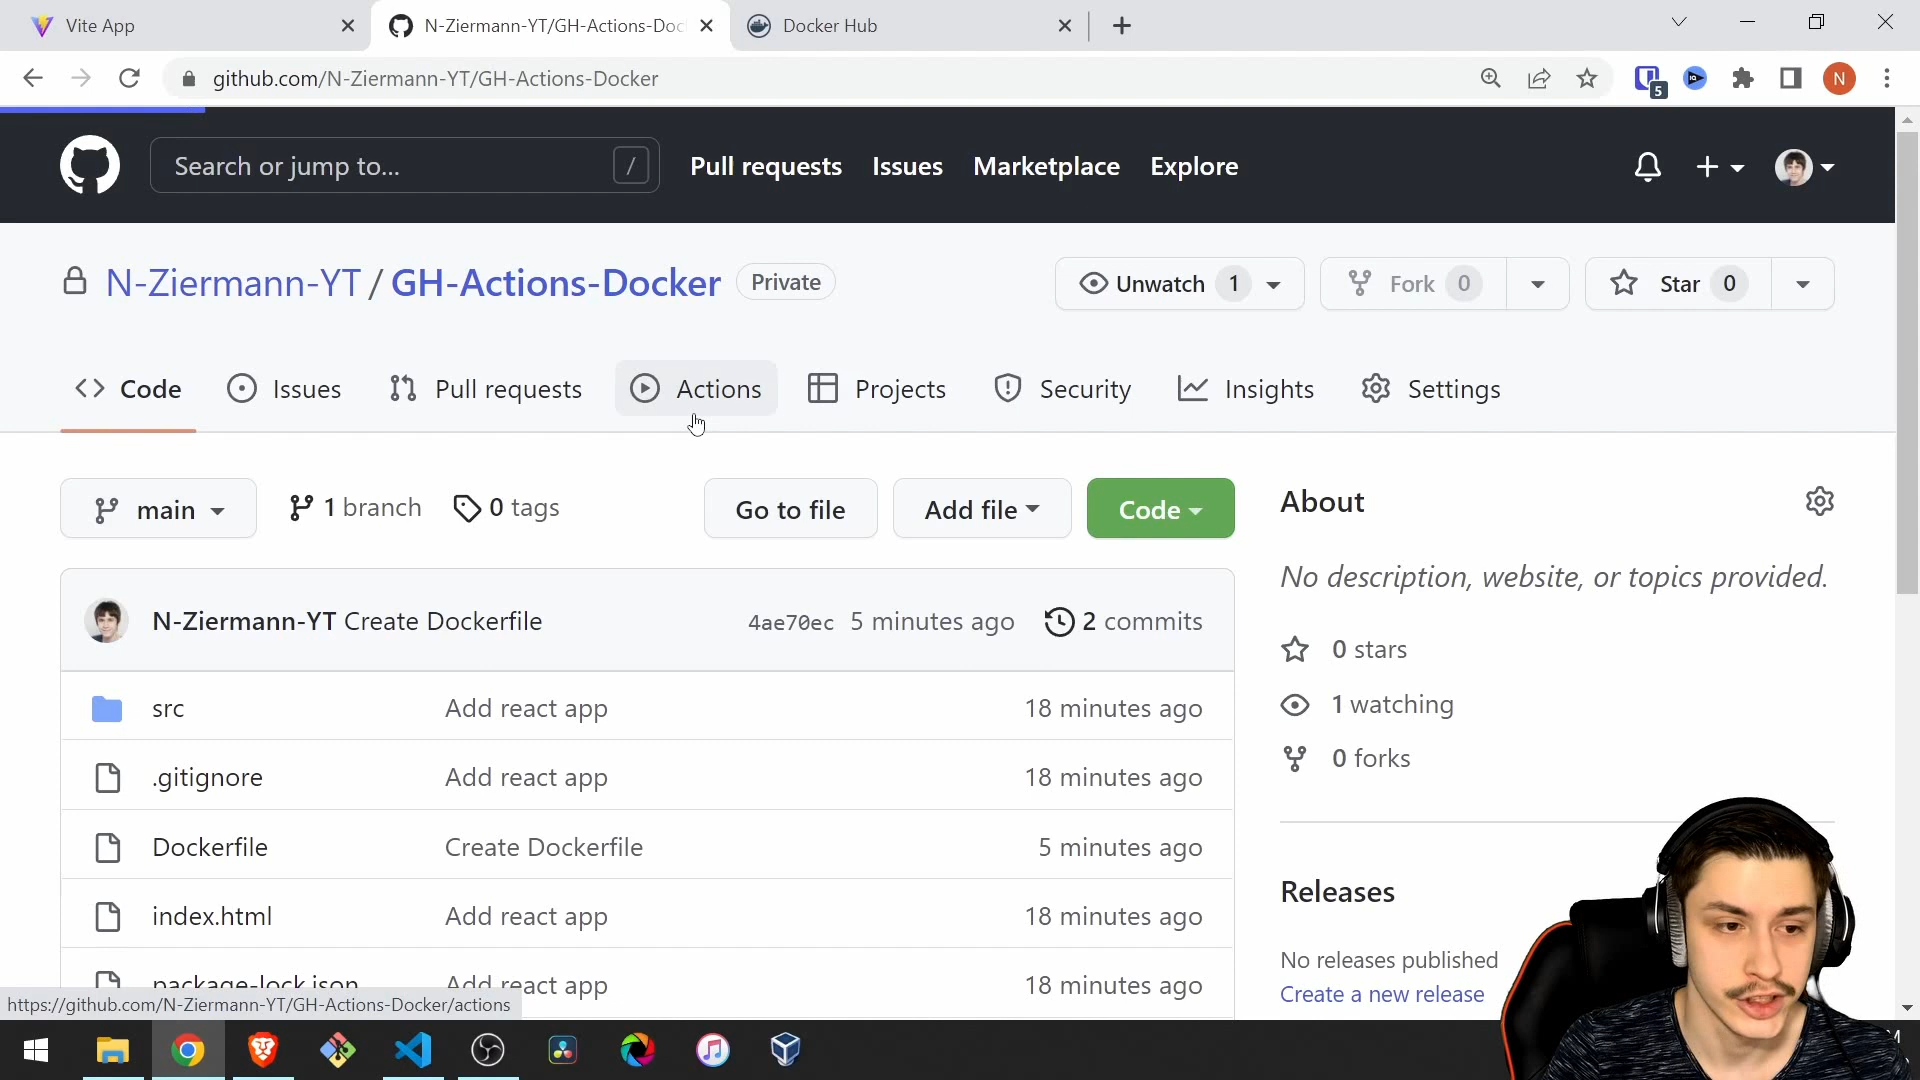 Vite App
N-Ziermann-YT/GH-Actions-Doc
Docker Hub
github.com/N-Ziermann-YT/GH-Actions-Docker
5
N
Search or jump to...
/
Pull requests
Issues
Marketplace
Explore
N-Ziermann-YT / GH-Actions-Docker
Private
Unwatch 1
Fork 0
Star 0
Code
Issues
Pull requests
Actions
Projects
Security
Insights
Settings
main
1 branch
0 tags
Go to file
Add file
Code
About
No description, website, or topics provided.
N-Ziermann-YT Create Dockerfile
4ae70ec 5 minutes ago
2 commits
0 stars
src Add react app 18 minutes ago
1 watching
0 forks
.gitignore Add react app 18 minutes ago
Dockerfile Create Dockerfile 5 minutes ago
Releases
index.html Add react app 18 minutes ago
No releases published
package-lock.json Add react app 18 minutes ago
Create a new release
https://github.com/N-Ziermann-YT/GH-Actions-Docker/actions